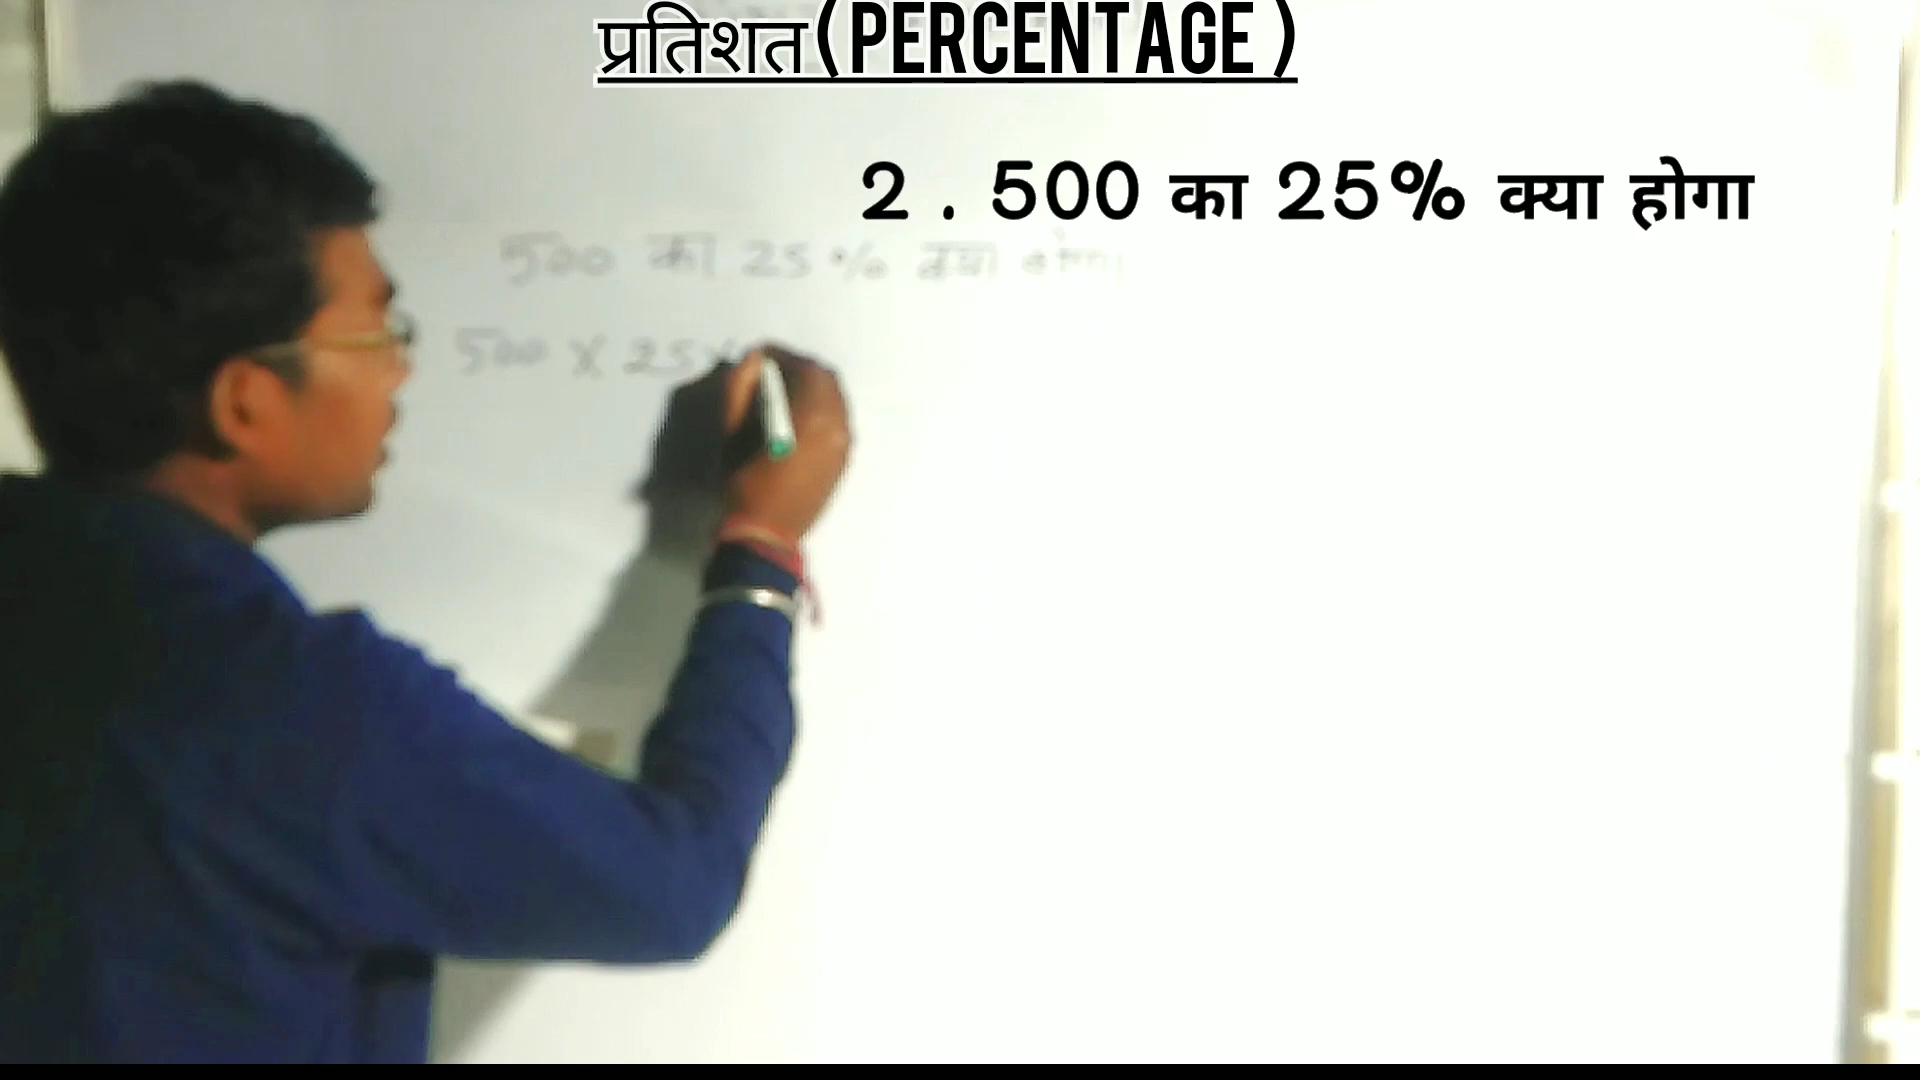 प्रतिशत ( PERCENTAGE )
2 . 500 का 25% क्या होगा
500 का 25 % क्या होगा
500 X 25 X